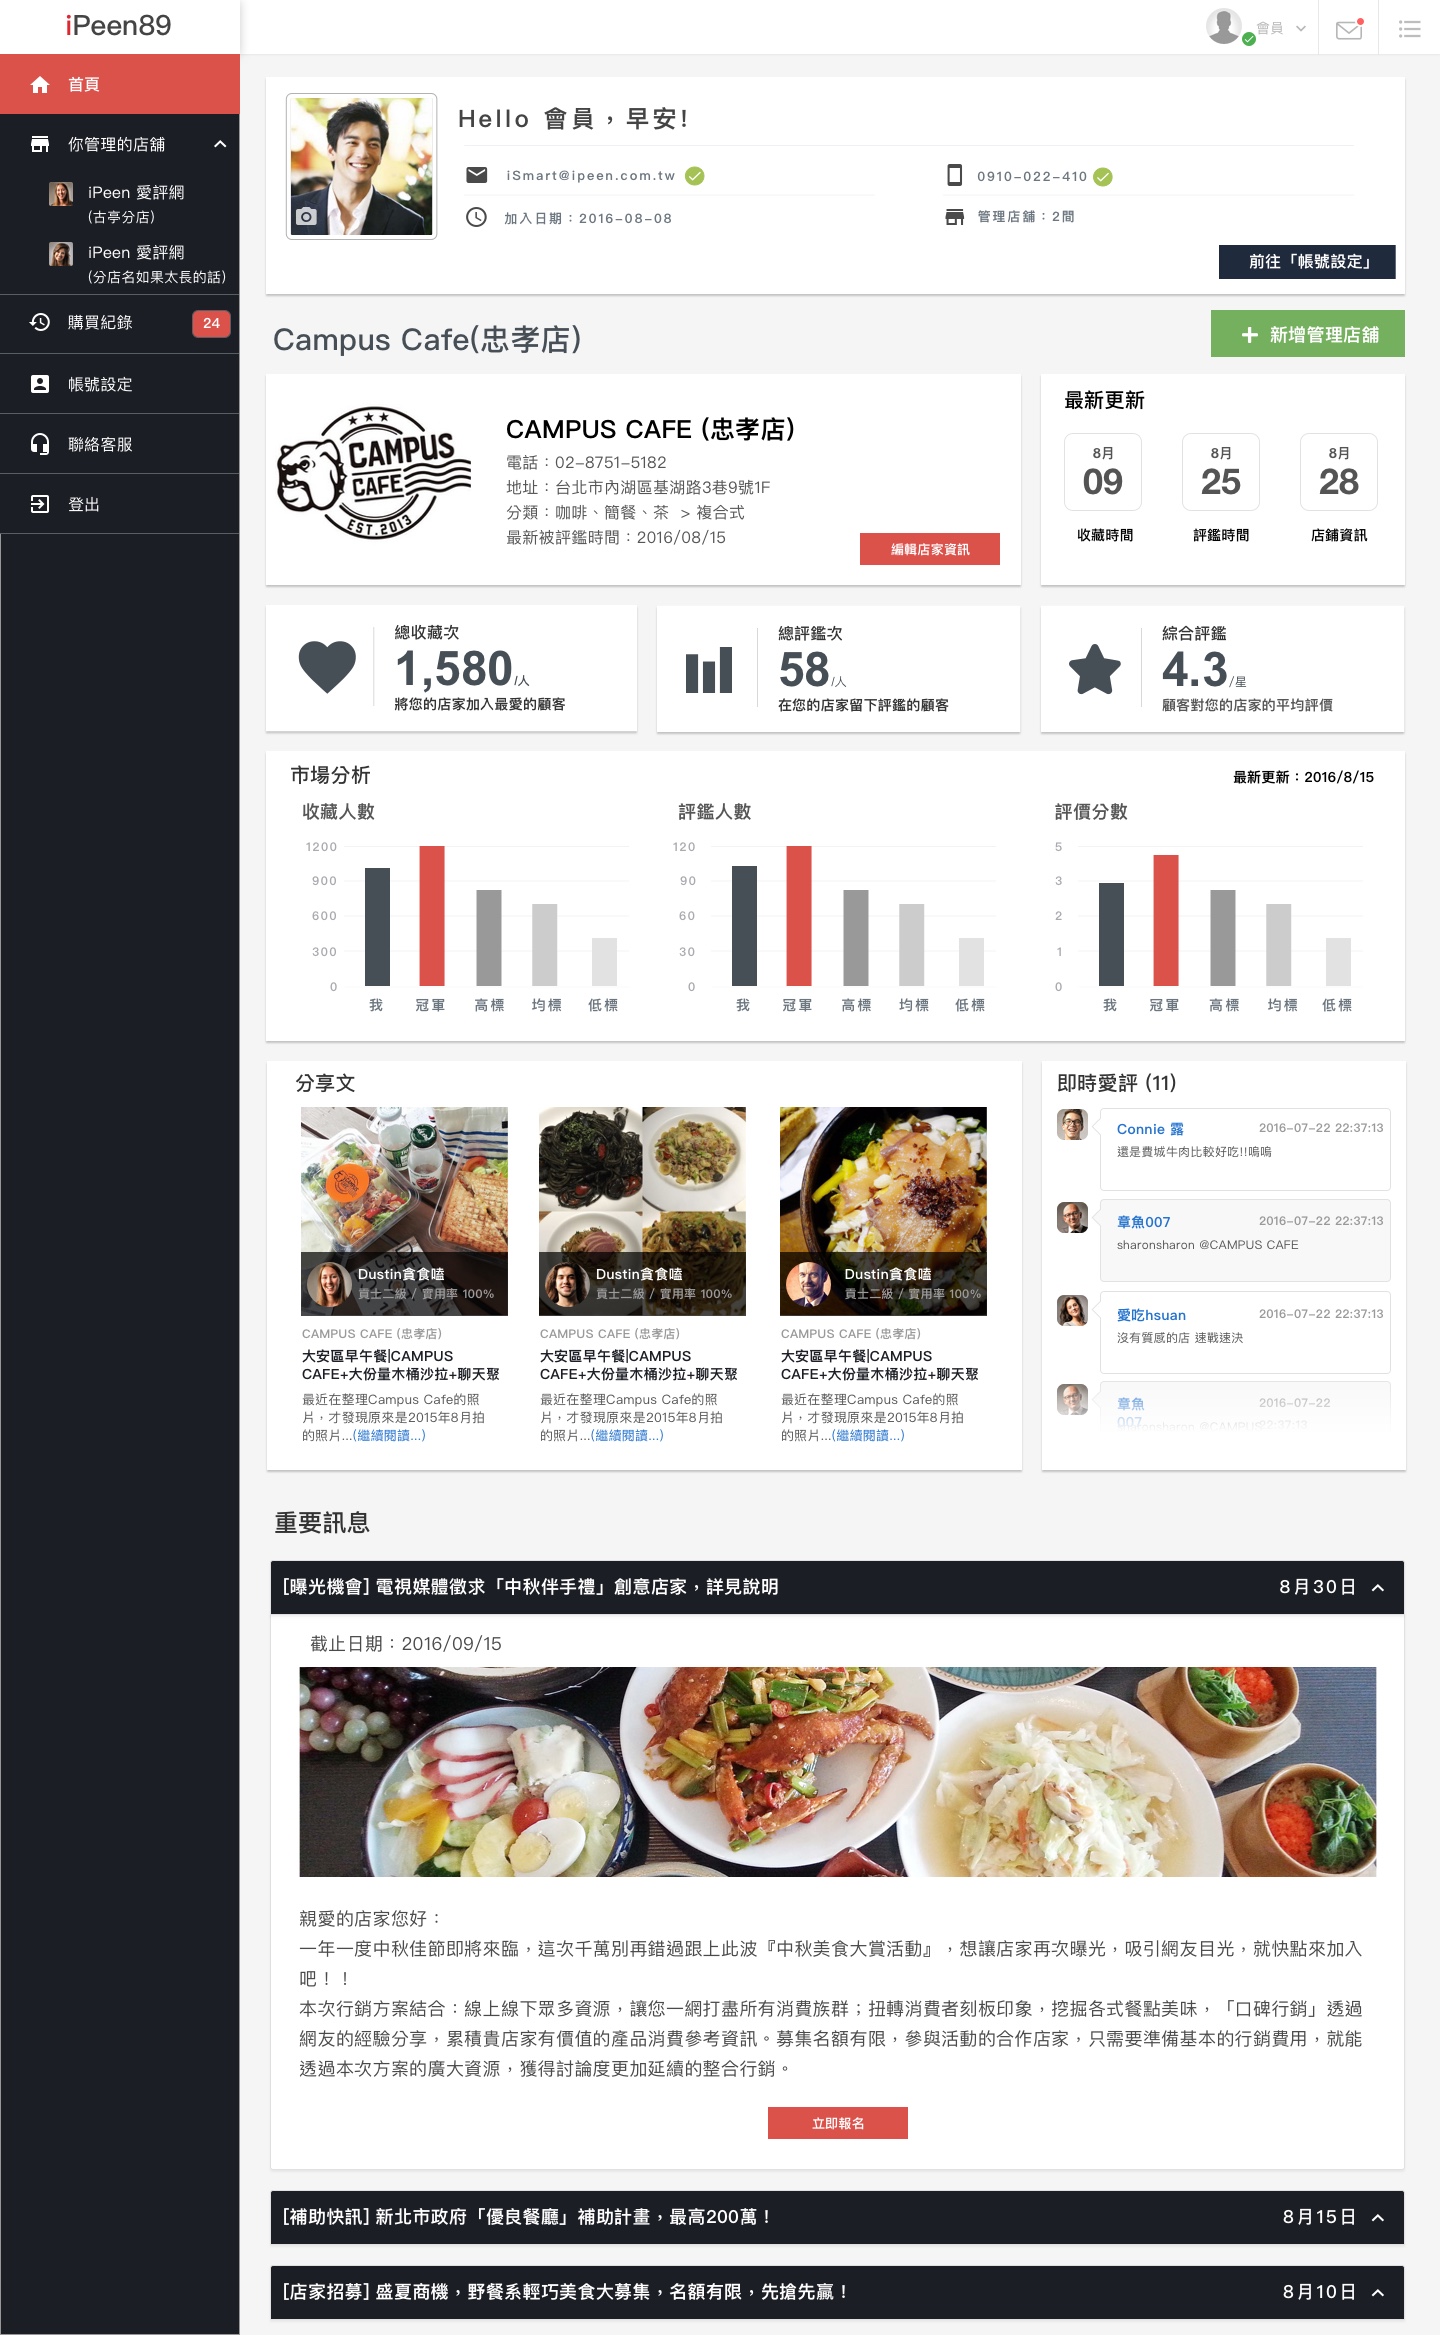 iPeen89
會員
首頁
你管理的店舖
iPeen 愛評網
(古亭分店)
iPeen 愛評網
(分店名如果太長的話)
購買紀錄
24
帳號設定
聯絡客服
登出
Hello 會員，早安!
iSmart@ipeen.com.tw
0910-022-410
加入日期：2016-08-08
管理店舖：2間
前往「帳號設定」
Campus Cafe(忠孝店)
新增管理店舖
CAMPUS
CAFE
EST.2013
CAMPUS CAFE (忠孝店)
電話：02-8751-5182
地址：台北市內湖區基湖路3巷9號1F
分類：咖啡、簡餐、茶 > 複合式
最新被評鑑時間：2016/08/15
編輯店家資訊
最新更新
8月
09
收藏時間
8月
25
評鑑時間
8月
28
店舖資訊
總收藏次
1,580/人
將您的店家加入最愛的顧客
總評鑑次
58/人
在您的店家留下評鑑的顧客
綜合評鑑
4.3/星
顧客對您的店家的平均評價
市場分析
最新更新：2016/8/15
收藏人數
1200
900
600
300
0
我 冠軍 高標 均標 低標
評鑑人數
120
90
60
30
0
我 冠軍 高標 均標 低標
評價分數
5
3
2
1
0
我 冠軍 高標 均標 低標
分享文
Dustin貪食嗑
貢士二級 / 實用率 100%
CAMPUS CAFE (忠孝店)
大安區早午餐|CAMPUS
CAFE+大份量木桶沙拉+聊天聚
最近在整理Campus Cafe的照
片，才發現原來是2015年8月拍
的照片...(繼續閱讀...)
Dustin貪食嗑
貢士二級 / 實用率 100%
CAMPUS CAFE (忠孝店)
大安區早午餐|CAMPUS
CAFE+大份量木桶沙拉+聊天聚
最近在整理Campus Cafe的照
片，才發現原來是2015年8月拍
的照片...(繼續閱讀...)
Dustin貪食嗑
貢士二級 / 實用率 100%
CAMPUS CAFE (忠孝店)
大安區早午餐|CAMPUS
CAFE+大份量木桶沙拉+聊天聚
最近在整理Campus Cafe的照
片，才發現原來是2015年8月拍
的照片...(繼續閱讀...)
即時愛評 (11)
Connie 露 2016-07-22 22:37:13
還是費城牛肉比較好吃!!嗚嗚
章魚007 2016-07-22 22:37:13
sharonsharon @CAMPUS CAFE
愛吃hsuan 2016-07-22 22:37:13
沒有質感的店 速戰速決
章魚 2016-07-22
007 22:37:13
sharonsharon @CAMPUS
重要訊息
[曝光機會] 電視媒體徵求「中秋伴手禮」創意店家，詳見說明 8月30日
截止日期：2016/09/15
親愛的店家您好：
一年一度中秋佳節即將來臨，這次千萬別再錯過跟上此波『中秋美食大賞活動』，想讓店家再次曝光，吸引網友目光，就快點來加入
吧！！
本次行銷方案結合：線上線下眾多資源，讓您一網打盡所有消費族群；扭轉消費者刻板印象，挖掘各式餐點美味，「口碑行銷」透過
網友的經驗分享，累積貴店家有價值的產品消費參考資訊。募集名額有限，參與活動的合作店家，只需要準備基本的行銷費用，就能
透過本次方案的廣大資源，獲得討論度更加延續的整合行銷。
立即報名
[補助快訊] 新北市政府「優良餐廳」補助計畫，最高200萬！ 8月15日
[店家招募] 盛夏商機，野餐系輕巧美食大募集，名額有限，先搶先贏！ 8月10日